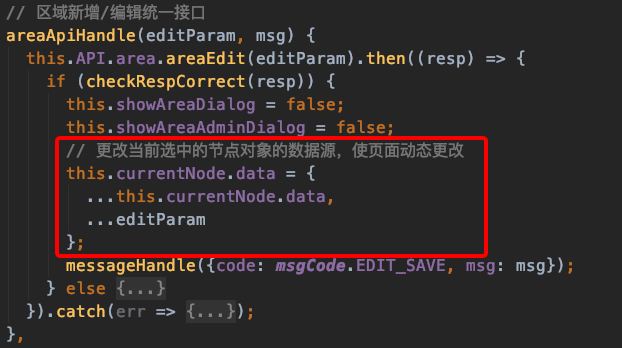 // 区域新增/编辑统一接口
areaApiHandle(editParam, msg) {
this.API.area.areaEdit(editParam).then((resp) => {
if (checkRespCorrect(resp)) {
this.showAreaDialog = false;
this.showAreaAdminDialog = false;
// 更改当前选中的节点对象的数据源，使页面动态更改
this.currentNode.data = {
...this.currentNode.data,
...editParam
};
messageHandle({code: msgCode.EDIT_SAVE, msg: msg});
} else {...}
}).catch(err => {...});
},